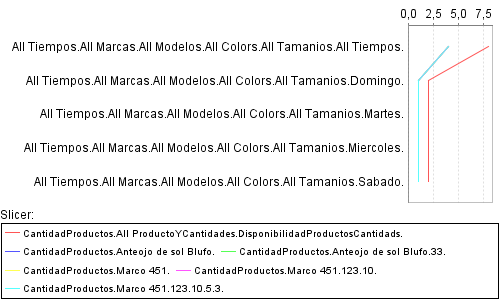 0,0 2,5 5,0 7,5
All Tiempos.All Marcas.All Modelos.All Colors.All Tamanios.All Tiempos.
All Tiempos.All Marcas.All Modelos.All Colors.All Tamanios.Domingo.
All Tiempos.All Marcas.All Modelos.All Colors.All Tamanios.Martes.
All Tiempos.All Marcas.All Modelos.All Colors.All Tamanios.Miercoles.
All Tiempos.All Marcas.All Modelos.All Colors.All Tamanios.Sabado.
Slicer:
CantidadProductos.All ProductoYCantidades.DisponibilidadProductosCantidads.
CantidadProductos.Anteojo de sol Blufo. CantidadProductos.Anteojo de sol Blufo.33.
CantidadProductos.Marco 451. CantidadProductos.Marco 451.123.10.
CantidadProductos.Marco 451.123.10.5.3.